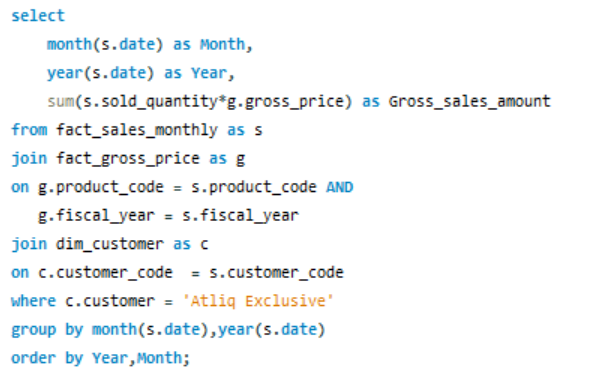 select
    month(s.date) as Month,
    year(s.date) as Year,
    sum(s.sold_quantity*g.gross_price) as Gross_sales_amount
from fact_sales_monthly as s
join fact_gross_price as g
on g.product_code = s.product_code AND
   g.fiscal_year = s.fiscal_year
join dim_customer as c
on c.customer_code  = s.customer_code
where c.customer = 'Atliq Exclusive'
group by month(s.date),year(s.date)
order by Year,Month;